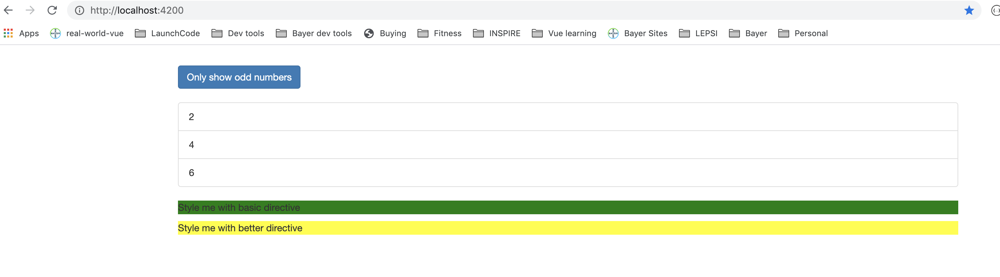 http://localhost:4200
Apps real-world-vue LaunchCode Dev tools Bayer dev tools Buying Fitness INSPIRE Vue learning Bayer Sites LEPSI Bayer Personal
Only show odd numbers
2
4
6
Style me with basic directive
Style me with better directive